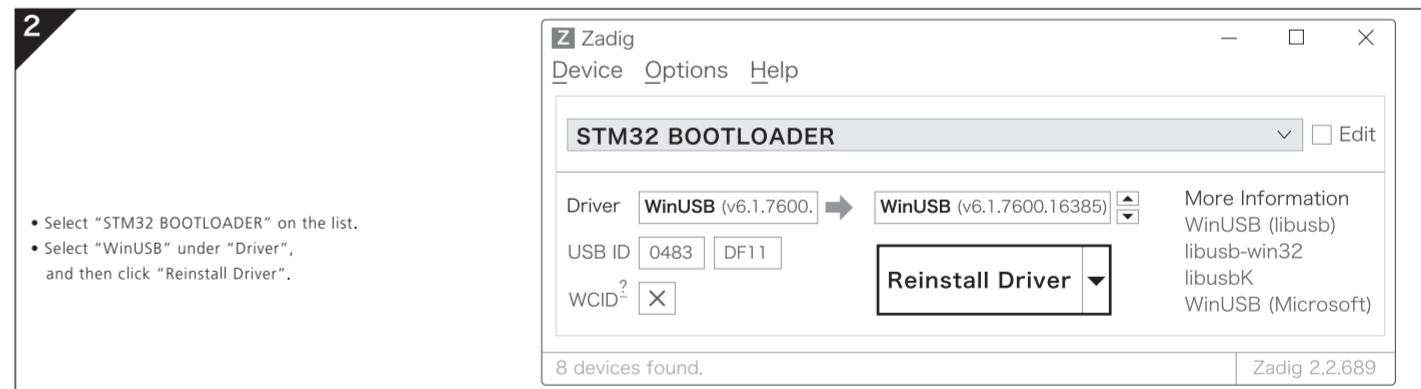 2
• Select “STM32 BOOTLOADER” on the list.
• Select “WinUSB” under “Driver”,
and then click “Reinstall Driver”.
Z Zadig
Device Options Help
STM32 BOOTLOADER Edit
Driver WinUSB (v6.1.7600. WinUSB (v6.1.7600.16385)
USB ID 0483 DF11
WCID?
Reinstall Driver
More Information
WinUSB (libusb)
libusb-win32
libusbK
WinUSB (Microsoft)
8 devices found. Zadig 2.2.689